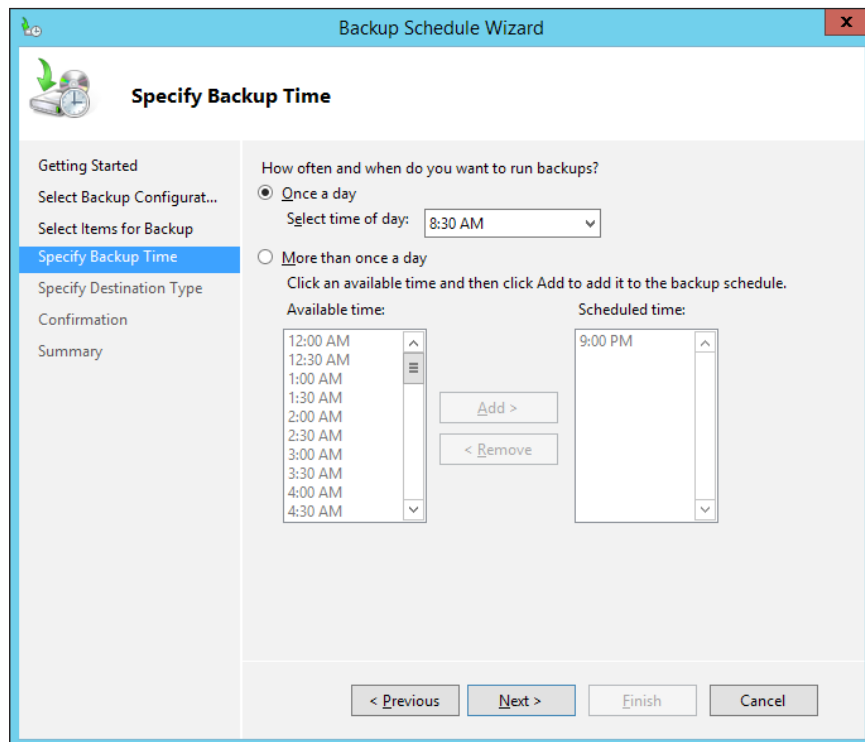 Backup Schedule Wizard
x
Specify Backup Time
Getting Started
Select Backup Configurat...
Select Items for Backup
Specify Backup Time
Specify Destination Type
Confirmation
Summary
How often and when do you want to run backups?
Once a day
Select time of day: 8:30 AM
More than once a day
Click an available time and then click Add to add it to the backup schedule.
Available time: Scheduled time:
12:00 AM 9:00 PM
12:30 AM
1:00 AM
1:30 AM
2:00 AM
2:30 AM
3:00 AM
3:30 AM
4:00 AM
4:30 AM
Add >
< Remove
< Previous Next > Finish Cancel